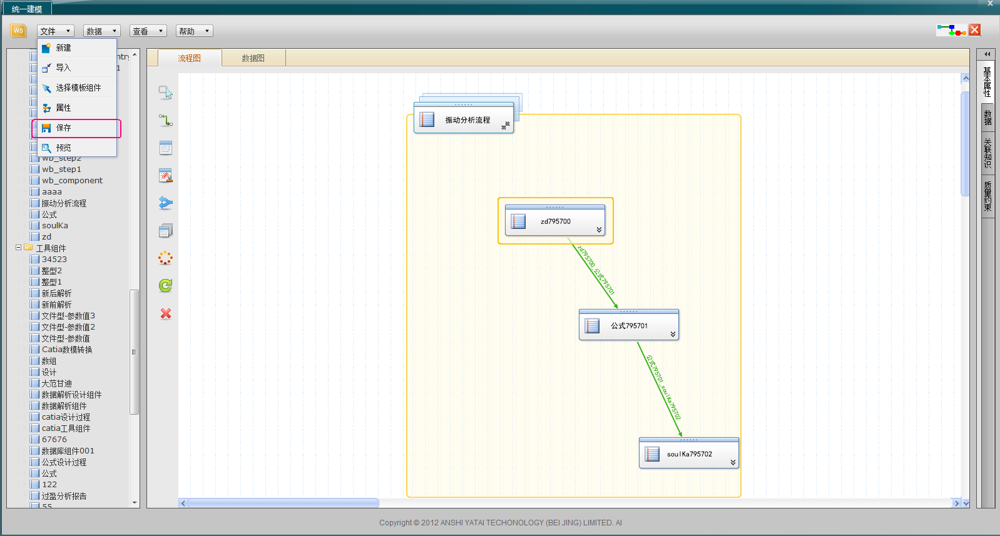 统一建模
WS
文件
数据
查看
帮助
新建
导入
选择模板组件
属性
保存
预览
ntry
1
wb_step2
wb_step1
wb_component
aaaa
振动分析流程
公式
soulKa
zd
工具组件
34523
整型2
整型1
新后解析
新前解析
文件型-参数值3
文件型-参数值2
文件型-参数值
Catia数模转换
数组
设计
大范甘迪
数据解析设计组件
数据解析组件
catia设计过程
catia工具组件
67676
数据库组件001
公式设计过程
公式
122
过盈分析报告
55
流程图
数据图
振动分析流程
zd795700
zd795700_公式795701
公式795701
公式795701_soulKa795702
soulKa795702
基本属性
数据
关联知识
质量约束
Copyright © 2012 ANSHI YATAI TECHONOLOGY (BEI JING) LIMITED. AI